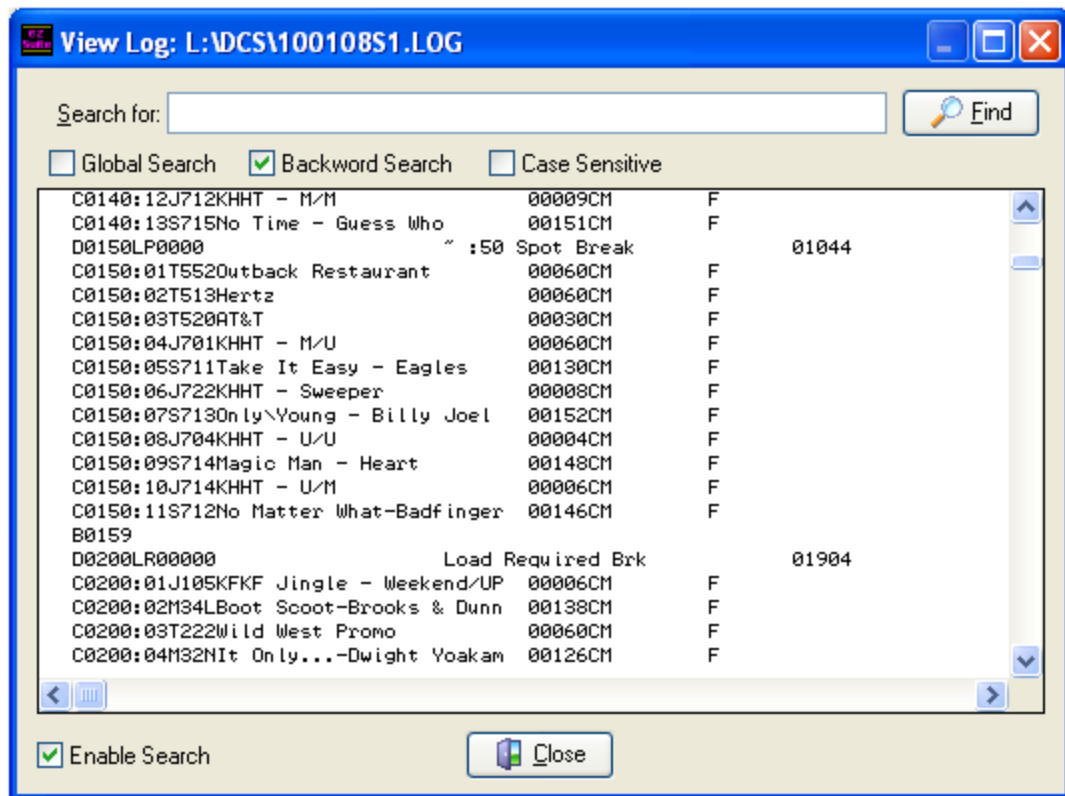 EZ Suite View Log: L:\DCS\100108S1.LOG
Search for: Find
Global Search Backword Search Case Sensitive
C0140:12J712KHHT - M/M 00009CM F
C0140:13S715No Time - Guess Who 00151CM F
D0150LP0000 ~ :50 Spot Break 01044
C0150:01T552Outback Restaurant 00060CM F
C0150:02T513Hertz 00060CM F
C0150:03T520AT&T 00030CM F
C0150:04J701KHHT - M/U 00060CM F
C0150:05S711Take It Easy - Eagles 00130CM F
C0150:06J722KHHT - Sweeper 00008CM F
C0150:07S713Only\Young - Billy Joel 00152CM F
C0150:08J704KHHT - U/U 00004CM F
C0150:09S714Magic Man - Heart 00148CM F
C0150:10J714KHHT - U/M 00006CM F
C0150:11S712No Matter What-Badfinger 00146CM F
B0159
D0200LR00000 Load Required Brk 01904
C0200:01J105KFKF Jingle - Weekend/UP 00006CM F
C0200:02M34LBoot Scoot-Brooks & Dunn 00138CM F
C0200:03T222Wild West Promo 00060CM F
C0200:04M32NIt Only...-Dwight Yoakam 00126CM F
Enable Search Close